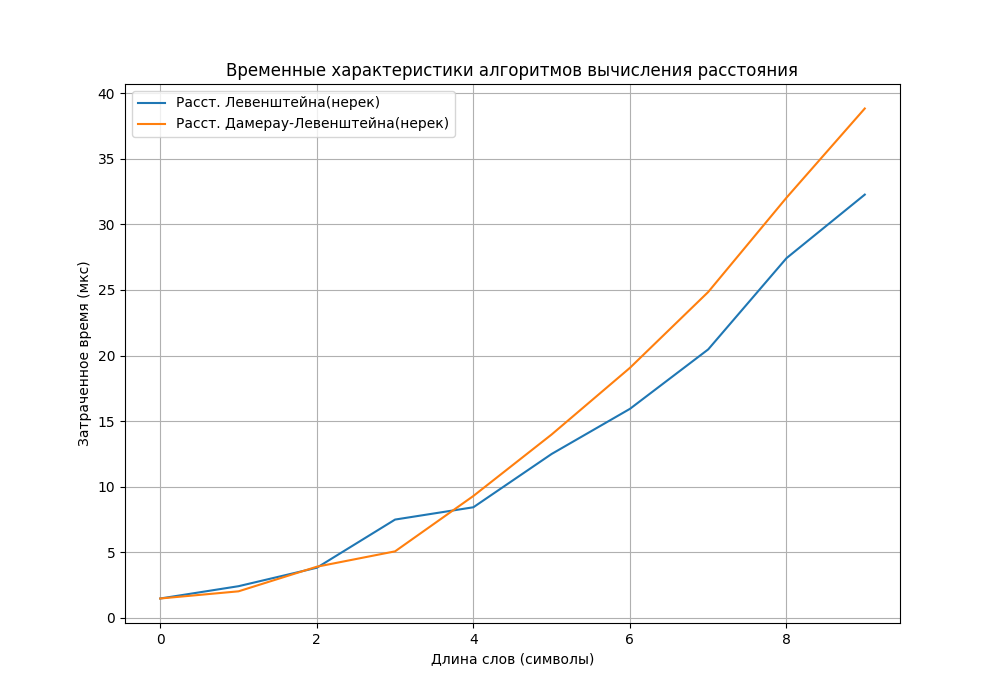 Временные характеристики алгоритмов вычисления расстояния
Расст. Левенштейна(нерек)
Расст. Дамерау-Левенштейна(нерек)
40
35
30
25
20
15
10
5
0
Затраченное время (мкс)
0 2 4 6 8
Длина слов (символы)